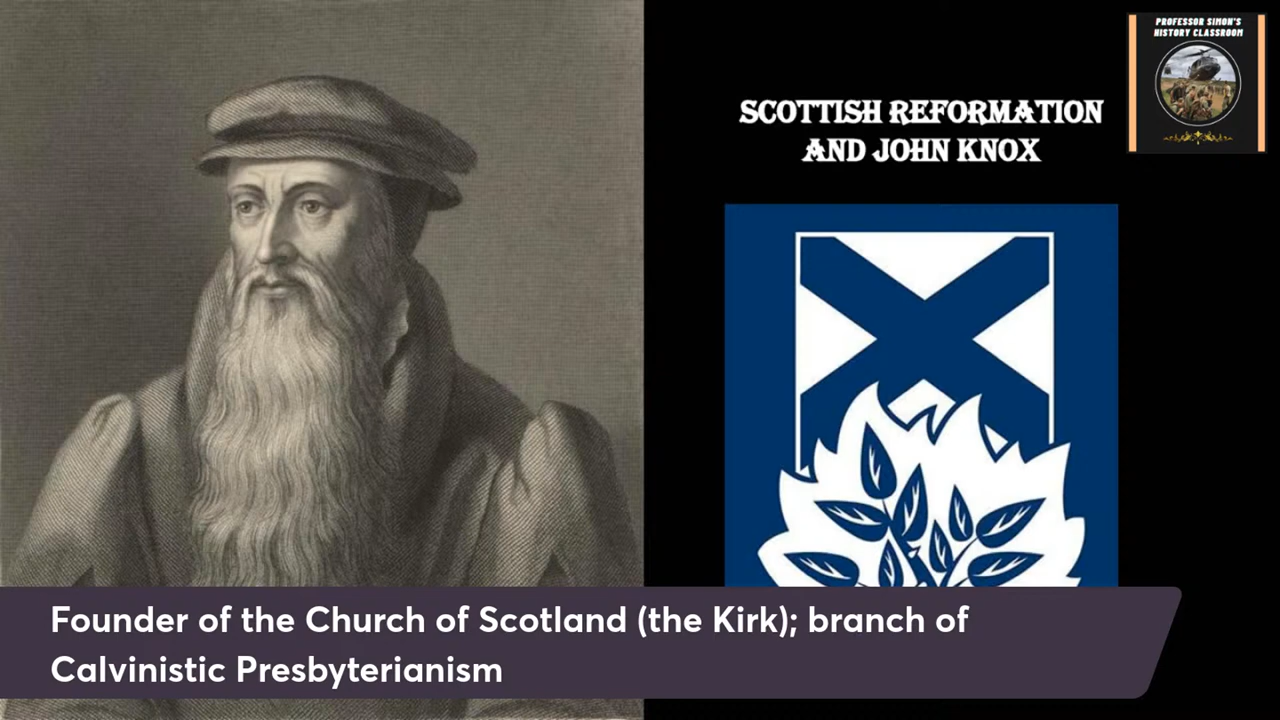 PROFESSOR SIMON'S
HISTORY CLASSROOM
SCOTTISH REFORMATION
AND JOHN KNOX
Founder of the Church of Scotland (the Kirk); branch of
Calvinistic Presbyterianism